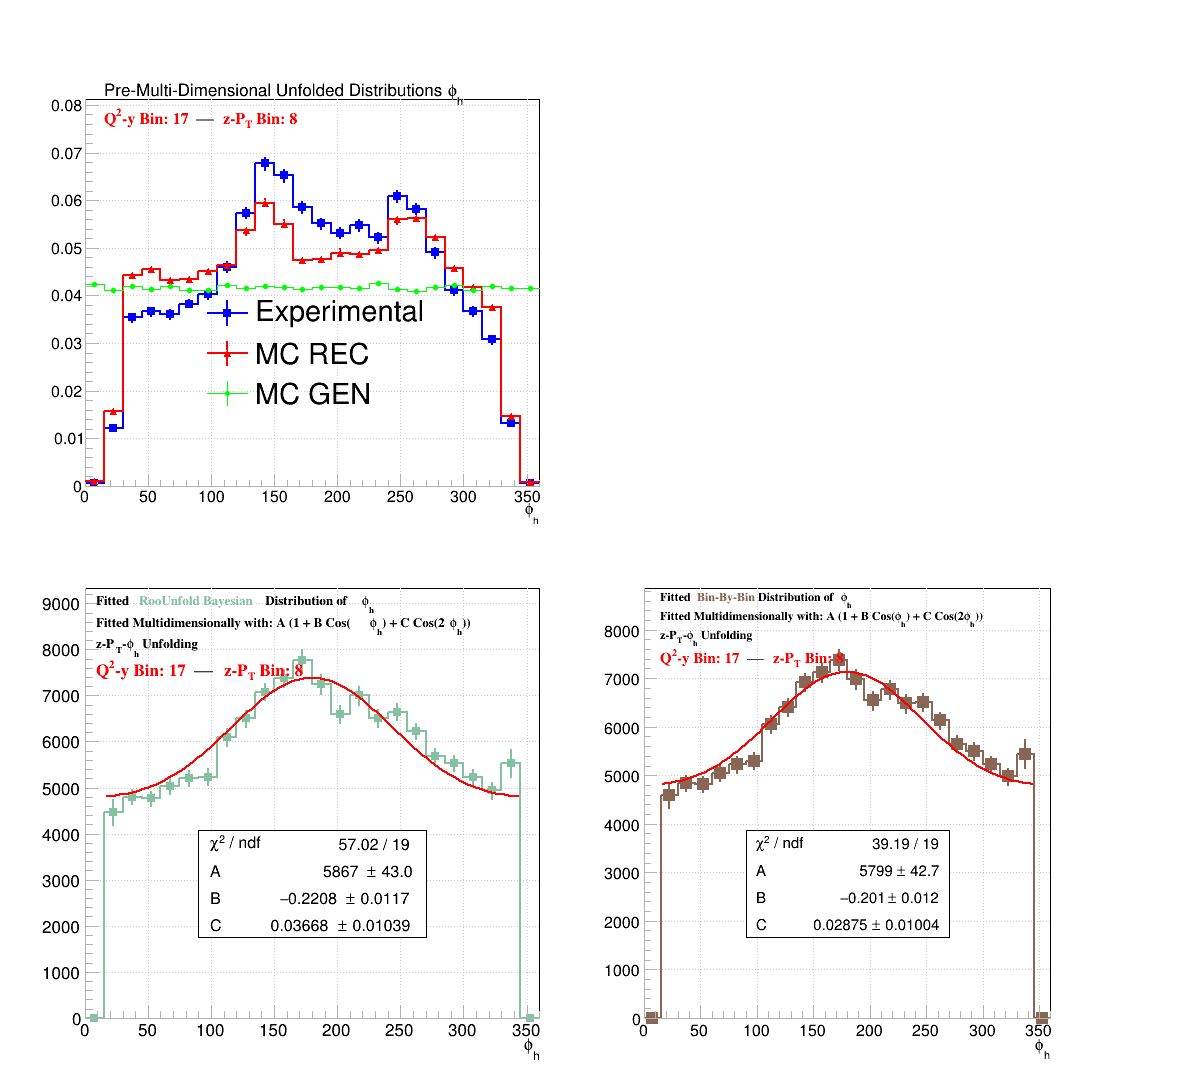 Pre-Multi-Dimensional Unfolded Distributions ϕh
Q²-y Bin: 17 — z-PT Bin: 8
0.08
0.07
0.06
0.05
0.04
0.03
0.02
0.01
0
Experimental
MC REC
MC GEN
0 50 100 150 200 250 300 350
ϕh
Fitted RooUnfold Bayesian Distribution of ϕh
Fitted Multidimensionally with: A (1 + B Cos( ϕh) + C Cos(2 ϕh))
z-PT-ϕh Unfolding
Q²-y Bin: 17 — z-PT Bin: 8
9000
8000
7000
6000
5000
4000
3000
2000
1000
0
χ² / ndf 57.02 / 19
A 5867 ± 43.0
B −0.2208 ± 0.0117
C 0.03668 ± 0.01039
0 50 100 150 200 250 300 350
ϕh
Fitted Bin-By-Bin Distribution of ϕh
Fitted Multidimensionally with: A (1 + B Cos(ϕh) + C Cos(2ϕh))
z-PT-ϕh Unfolding
Q²-y Bin: 17 — z-PT Bin: 8
8000
7000
6000
5000
4000
3000
2000
1000
0
χ² / ndf 39.19 / 19
A 5799 ± 42.7
B −0.201 ± 0.012
C 0.02875 ± 0.01004
0 50 100 150 200 250 300 350
ϕh